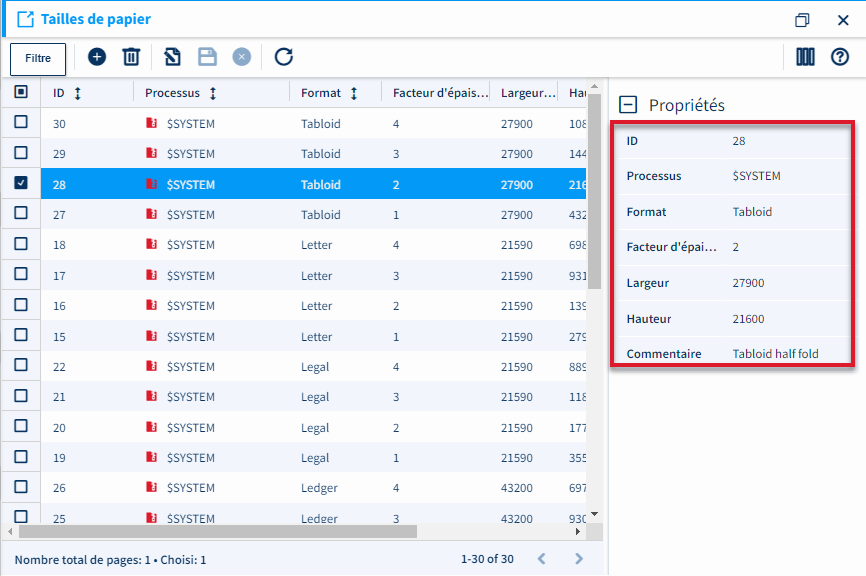 Tailles de papier
Filtre
ID Processus Format Facteur d'épais... Largeur... Hau
30 $SYSTEM Tabloid 4 27900 108
29 $SYSTEM Tabloid 3 27900 144
28 $SYSTEM Tabloid 2 27900 216
27 $SYSTEM Tabloid 1 27900 432
18 $SYSTEM Letter 4 21590 698
17 $SYSTEM Letter 3 21590 931
16 $SYSTEM Letter 2 21590 139
15 $SYSTEM Letter 1 21590 279
22 $SYSTEM Legal 4 21590 889
21 $SYSTEM Legal 3 21590 118
20 $SYSTEM Legal 2 21590 177
19 $SYSTEM Legal 1 21590 355
26 $SYSTEM Ledger 4 43200 697
25 $SYSTEM Ledger 3 43200 930
Nombre total de pages: 1 • Choisi: 1 1-30 of 30
Propriétés
ID 28
Processus $SYSTEM
Format Tabloid
Facteur d'épai... 2
Largeur 27900
Hauteur 21600
Commentaire Tabloid half fold